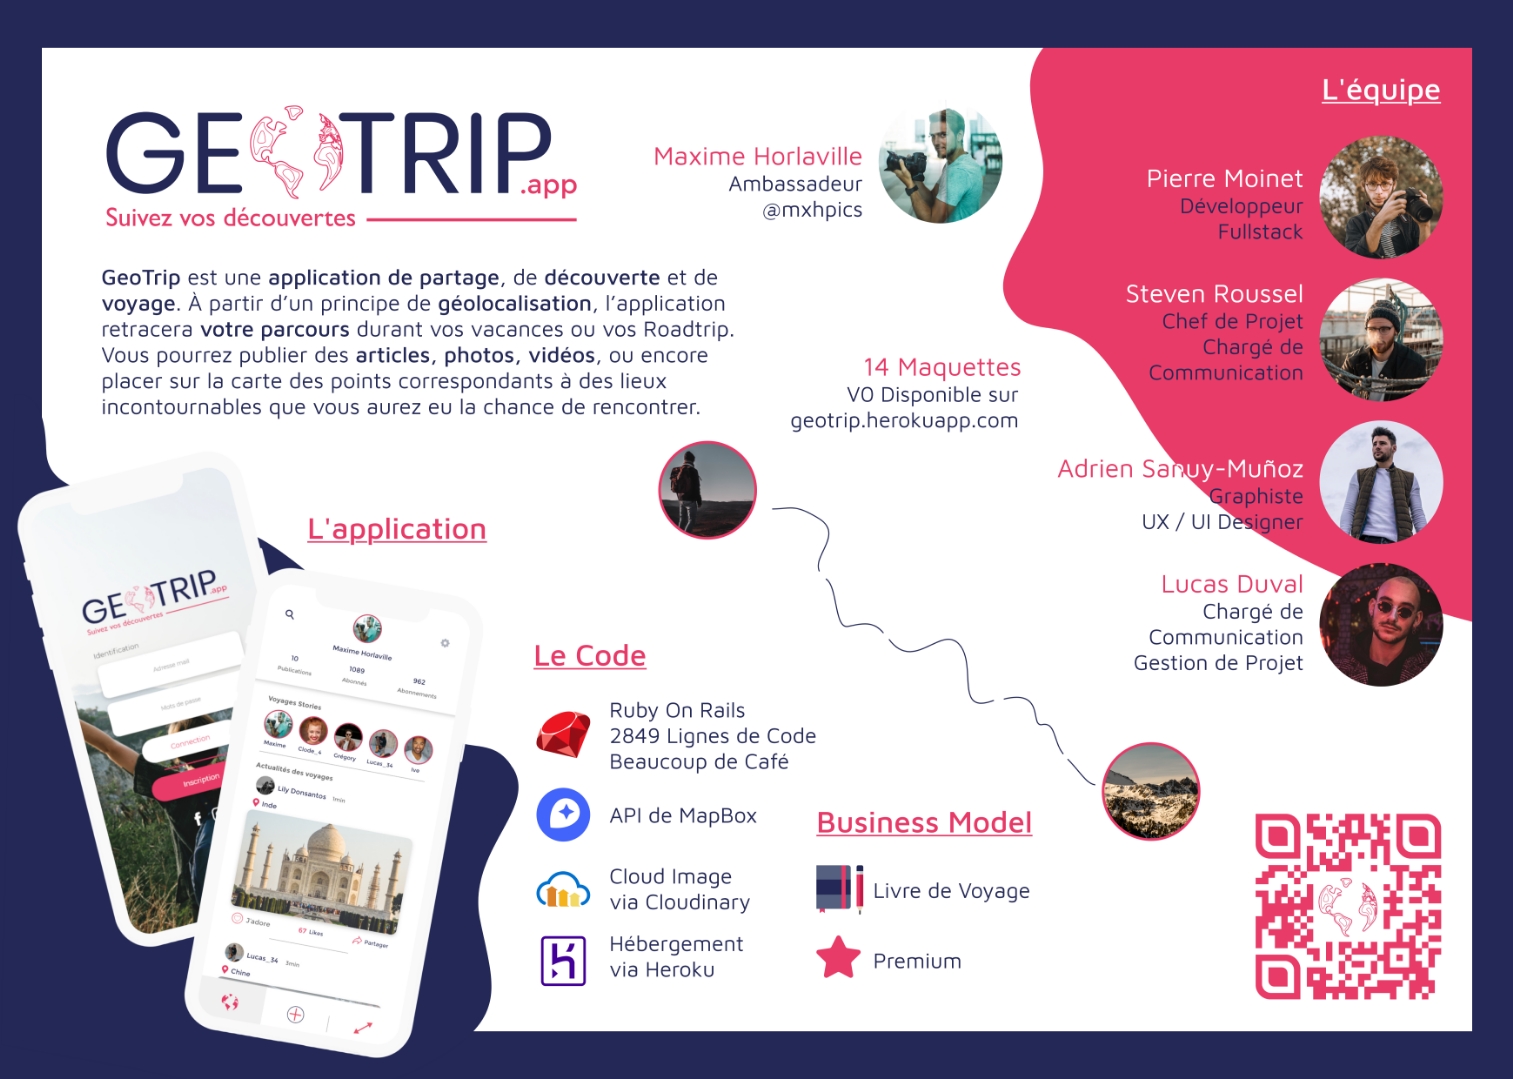 GEOTRIP
.app
Suivez vos découvertes
GeoTrip est une application de partage, de découverte et de
voyage. À partir d'un principe de géolocalisation, l'application
retracera votre parcours durant vos vacances ou vos Roadtrip.
Vous pourrez publier des articles, photos, vidéos, ou encore
placer sur la carte des points correspondants à des lieux
incontournables que vous aurez eu la chance de rencontrer.
Maxime Horlaville
Ambassadeur
@mxhpics
L'équipe
Pierre Moinet
Développeur
Fullstack
Steven Roussel
Chef de Projet
Chargé de
Communication
Adrien Sanuy-Muñoz
Graphiste
UX / UI Designer
Lucas Duval
Chargé de
Communication
Gestion de Projet
14 Maquettes
V0 Disponible sur
geotrip.herokuapp.com
L'application
GEOTRIP
.app
Suivez vos découvertes
Identification
Adresse mail
Mots de passe
Connection
Inscription
Maxime Horlaville
10
Publications
1089
Abonnés
962
Abonnements
Voyages Stories
Maxime
Clode_4
Grégory
Lucas_34
Ive
Actualités des voyages
Lily Donsantos 1min
Inde
J'adore
67 Likes
Partager
Lucas_34 3min
Chine
Le Code
Ruby On Rails
2849 Lignes de Code
Beaucoup de Café
API de MapBox
Cloud Image
via Cloudinary
Hébergement
via Heroku
Business Model
Livre de Voyage
Premium